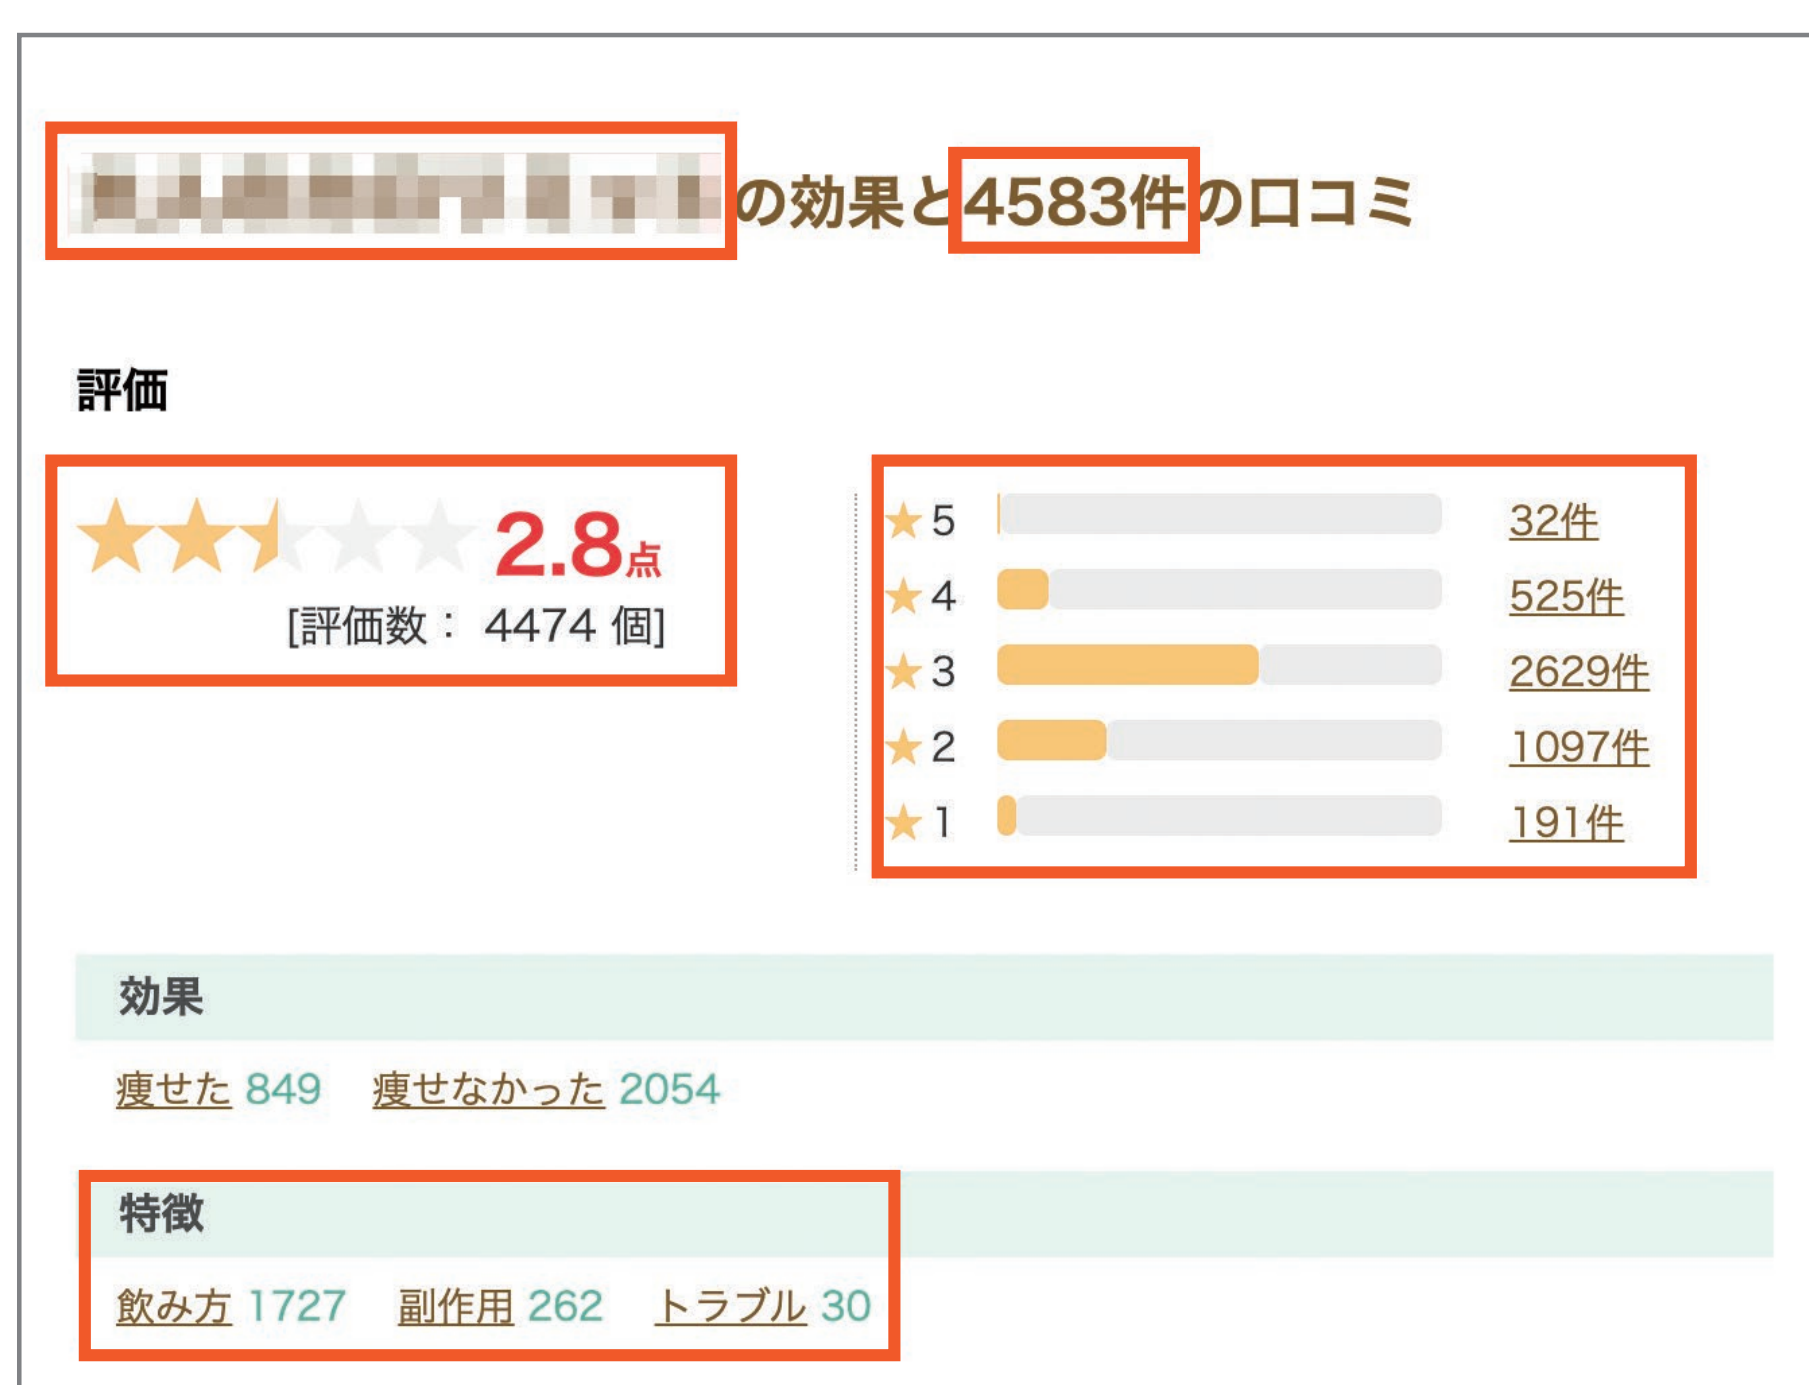 の効果と4583件の口コミ
評価
2.8点
[評価数： 4474 個]
★5 32件
★4 525件
★3 2629件
★2 1097件
★1 191件
効果
痩せた 849 痩せなかった 2054
特徴
飲み方 1727 副作用 262 トラブル 30